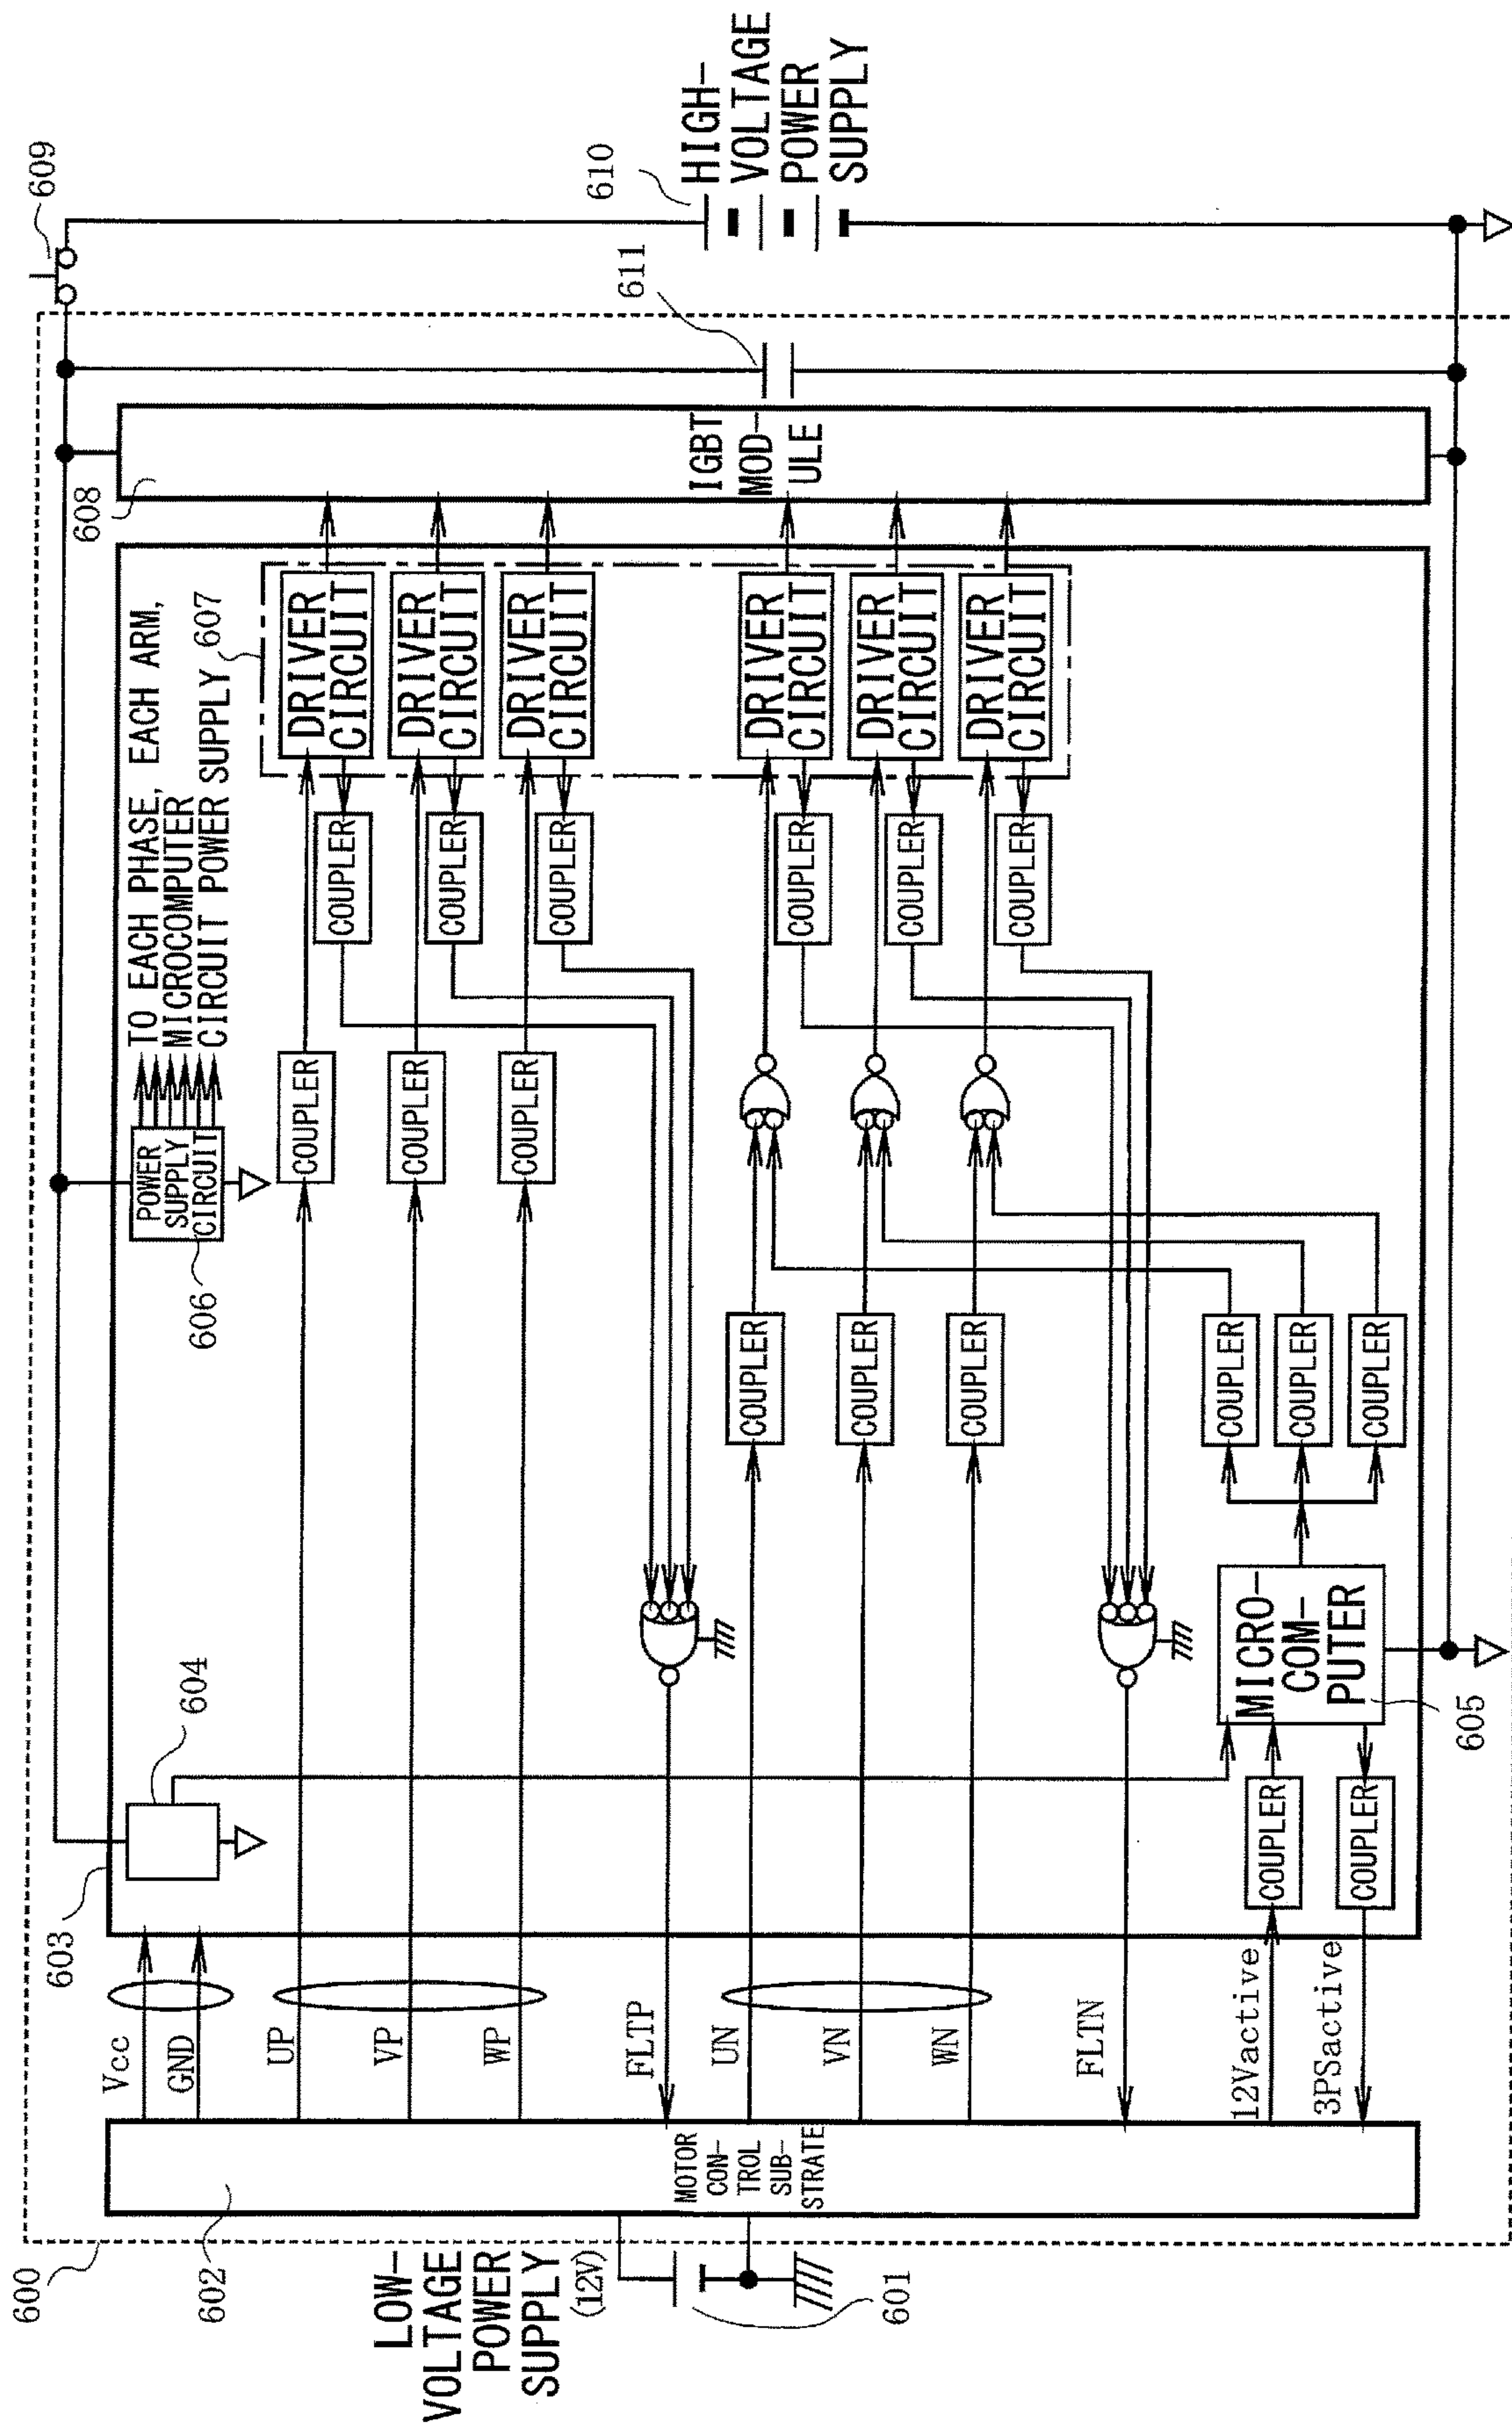 600
LOW-
VOLTAGE
POWER
SUPPLY
(12V)
601
602
MOTOR
CON-
TROL
SUB-
STRATE
Vcc
GND
UP
VP
WP
FLTP
UN
VN
WN
FLTN
12Vactive
3PSactive
603
604
COUPLER
COUPLER
MICRO-
COM-
PUTER
605
COUPLER
COUPLER
COUPLER
COUPLER
COUPLER
COUPLER
606
POWER
SUPPLY
CIRCUIT
TO EACH PHASE, EACH ARM,
MICROCOMPUTER
CIRCUIT POWER SUPPLY
COUPLER
COUPLER
COUPLER
COUPLER
COUPLER
COUPLER
COUPLER
COUPLER
COUPLER
607
DRIVER
CIRCUIT
DRIVER
CIRCUIT
DRIVER
CIRCUIT
DRIVER
CIRCUIT
DRIVER
CIRCUIT
DRIVER
CIRCUIT
608
IGBT
MOD-
ULE
611
609
610
HIGH-
VOLTAGE
POWER
SUPPLY